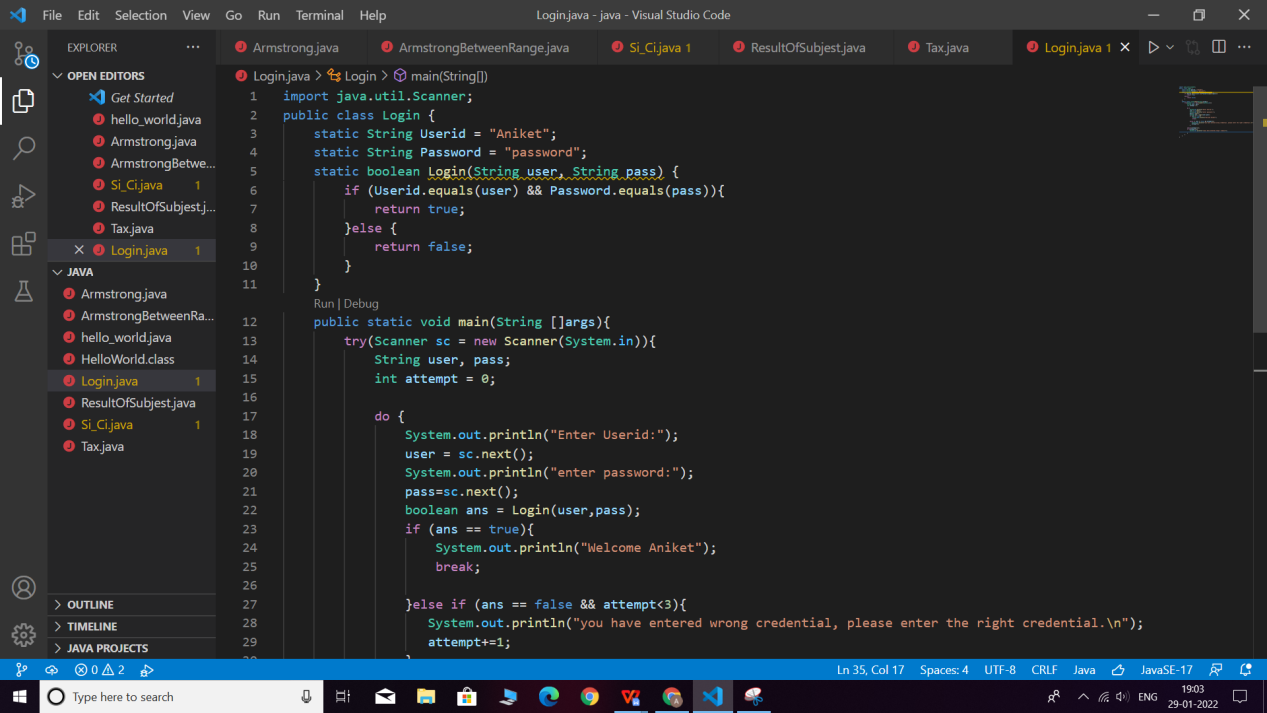 File Edit Selection View Go Run Terminal Help Login.java - java - Visual Studio Code
EXPLORER
OPEN EDITORS
Get Started
hello_world.java
Armstrong.java
ArmstrongBetwe...
Si_Ci.java 1
ResultOfSubjest.j...
Tax.java
Login.java 1
JAVA
Armstrong.java
ArmstrongBetweenRa...
hello_world.java
HelloWorld.class
Login.java 1
ResultOfSubjest.java
Si_Ci.java 1
Tax.java
OUTLINE
TIMELINE
JAVA PROJECTS
Armstrong.java ArmstrongBetweenRange.java Si_Ci.java 1 ResultOfSubjest.java Tax.java Login.java 1
Login.java > Login > main(String[])
1 import java.util.Scanner;
2 public class Login {
3 static String Userid = "Aniket";
4 static String Password = "password";
5 static boolean Login(String user, String pass) {
6 if (Userid.equals(user) && Password.equals(pass)){
7 return true;
8 }else {
9 return false;
10 }
11 }
Run | Debug
12 public static void main(String []args){
13 try(Scanner sc = new Scanner(System.in)){
14 String user, pass;
15 int attempt = 0;
16
17 do {
18 System.out.println("Enter Userid:");
19 user = sc.next();
20 System.out.println("enter password:");
21 pass=sc.next();
22 boolean ans = Login(user,pass);
23 if (ans == true){
24 System.out.println("Welcome Aniket");
25 break;
26
27 }else if (ans == false && attempt<3){
28 System.out.println("you have entered wrong credential, please enter the right credential.\n");
29 attempt+=1;
0 2 Ln 35, Col 17 Spaces: 4 UTF-8 CRLF Java JavaSE-17
Type here to search ENG 19:03
29-01-2022